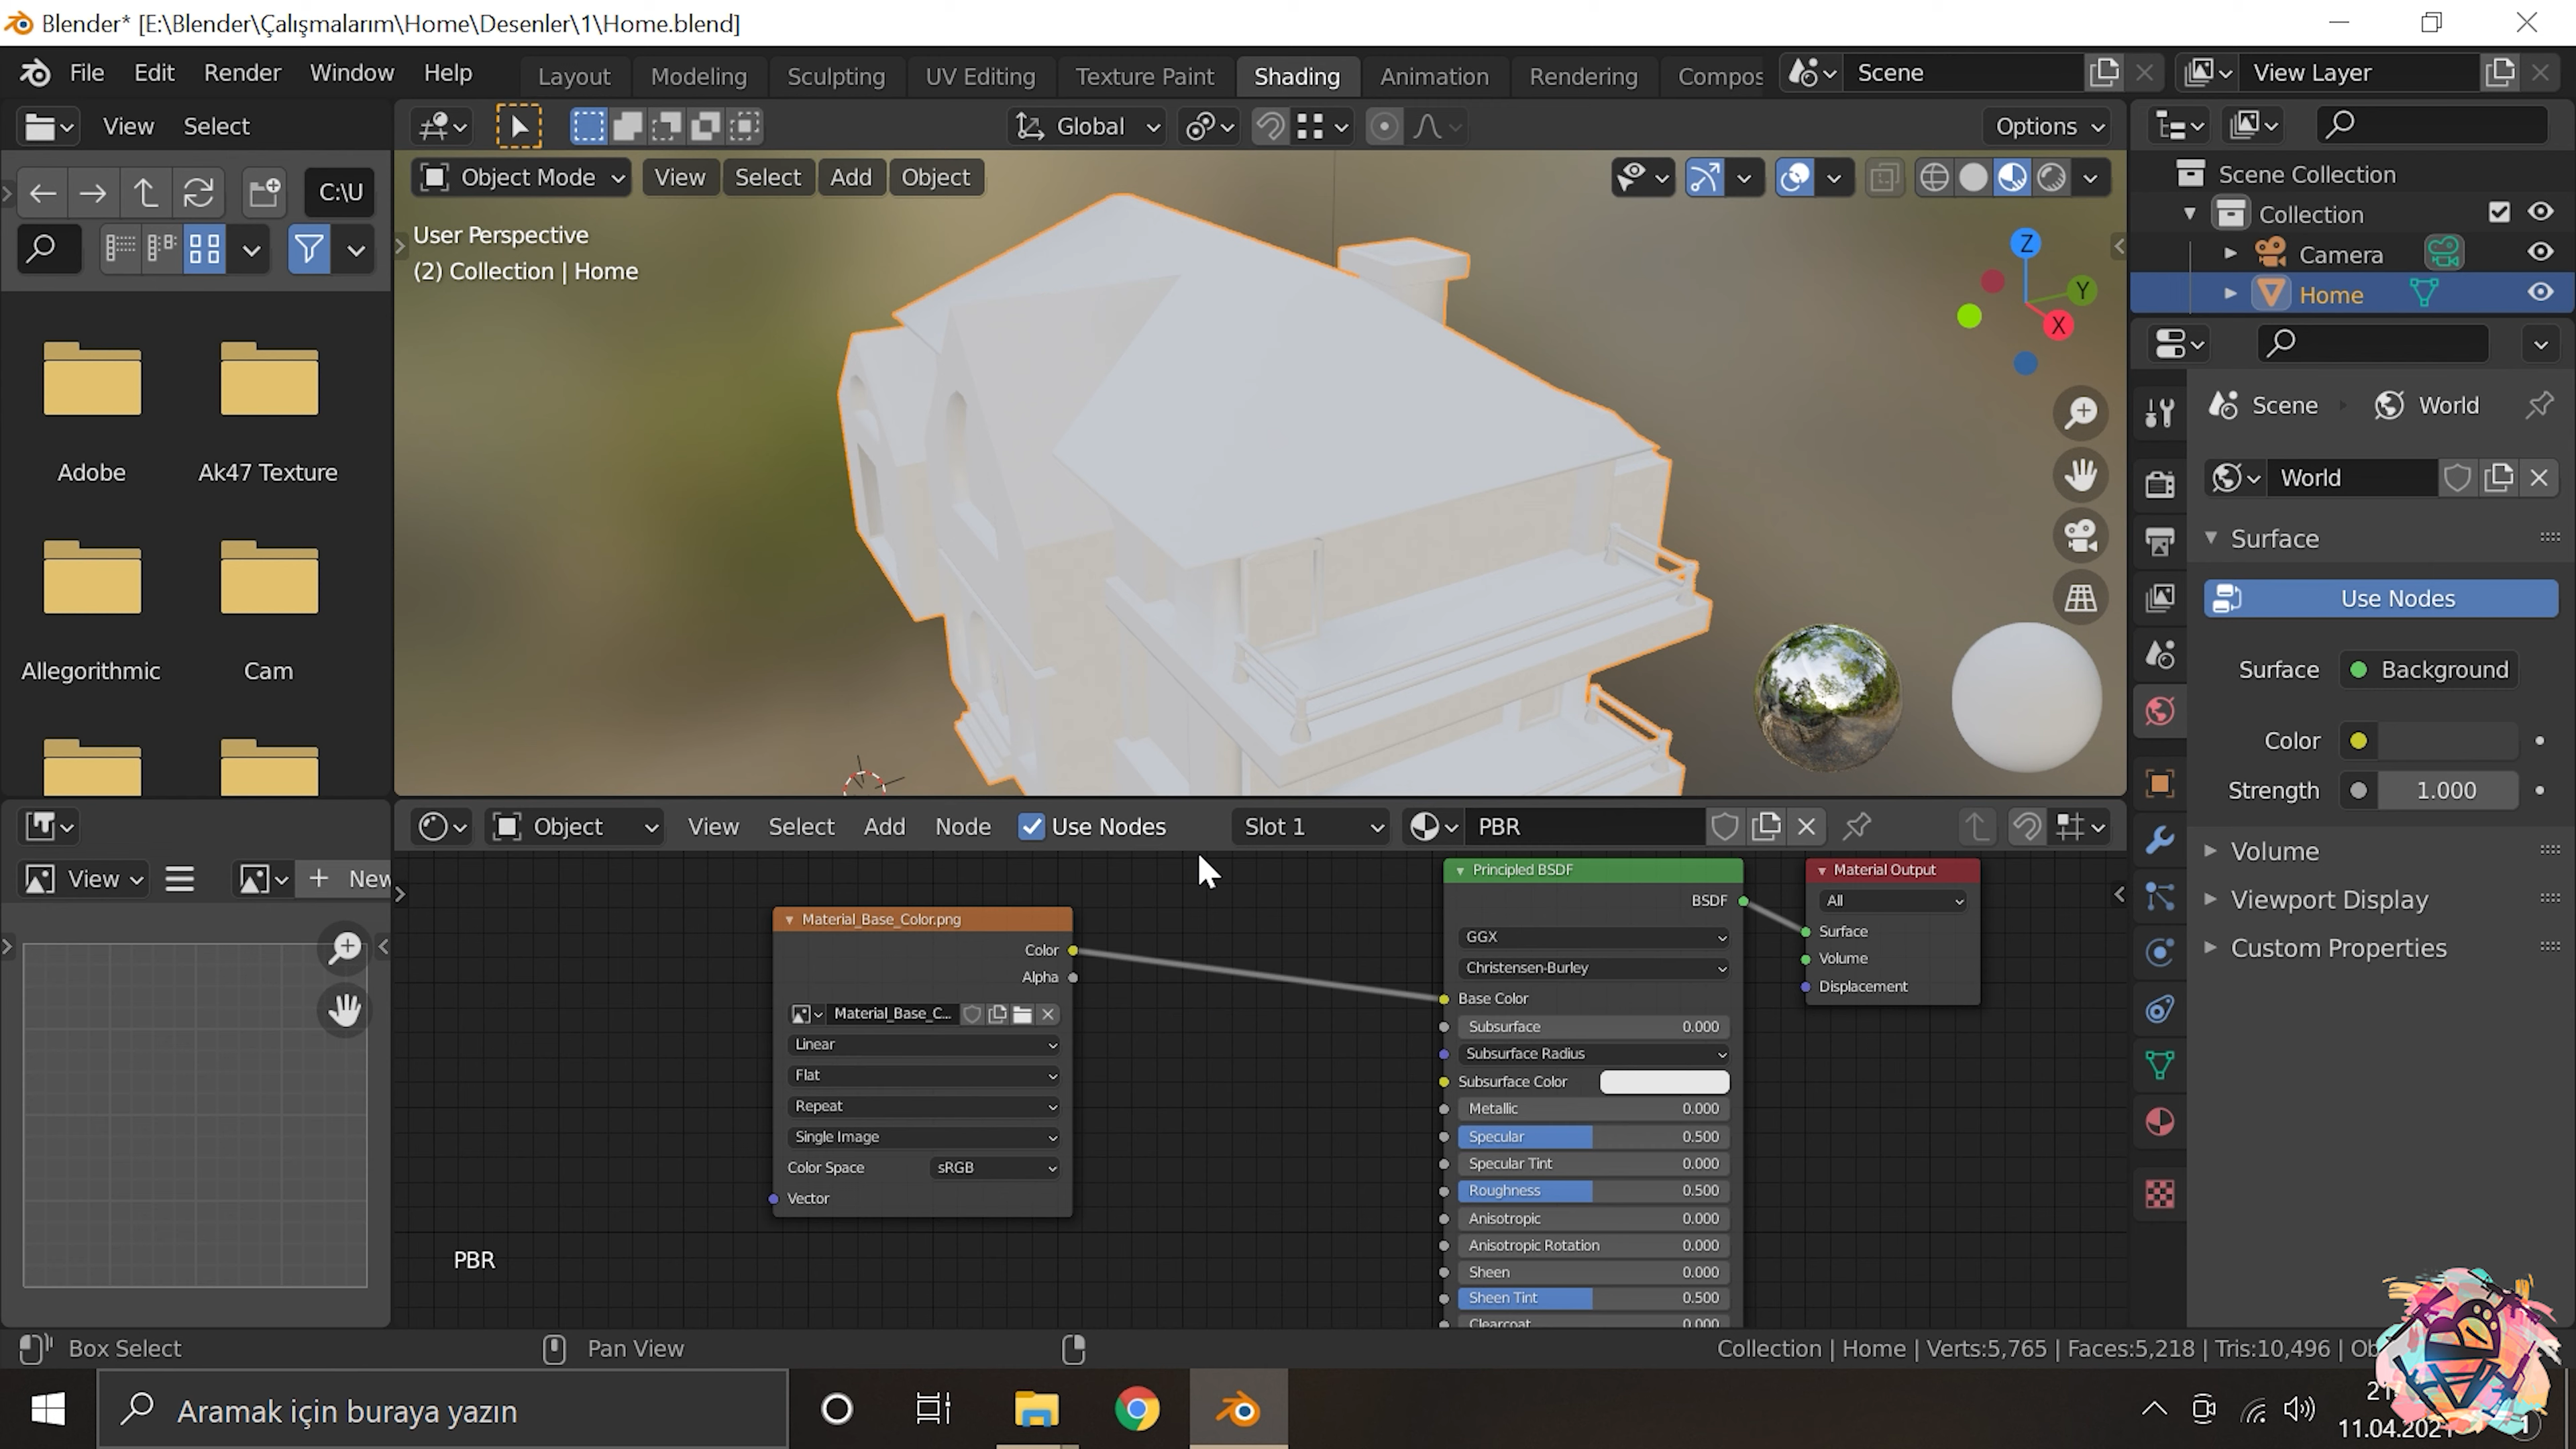 Blender* [E:\Blender\Çalışmalarım\Home\Desenler\1\Home.blend]
File Edit Render Window Help Layout Modeling Sculpting UV Editing Texture Paint Shading Animation Rendering Compos Scene View Layer
View Select Global Options
Object Mode View Select Add Object
C:\U
User Perspective
(2) Collection | Home
Z
Y
X
Adobe Ak47 Texture
Allegorithmic Cam
Scene Collection
Collection
Camera
Home
Scene World
World
Surface
Use Nodes
Surface Background
Color
Strength 1.000
Volume
Viewport Display
Custom Properties
Object View Select Add Node Use Nodes Slot 1 PBR
View New
Material_Base_Color.png
Color
Alpha
Material_Base_C...
Linear
Flat
Repeat
Single Image
Color Space sRGB
Vector
Principled BSDF
BSDF
GGX
Christensen-Burley
Base Color
Subsurface 0.000
Subsurface Radius
Subsurface Color
Metallic 0.000
Specular 0.500
Specular Tint 0.000
Roughness 0.500
Anisotropic 0.000
Anisotropic Rotation 0.000
Sheen 0.000
Sheen Tint 0.500
Clearcoat 0.000
Material Output
All
Surface
Volume
Displacement
PBR
Box Select Pan View Collection | Home | Verts:5,765 | Faces:5,218 | Tris:10,496 | Ob
Aramak için buraya yazın
11.04.202